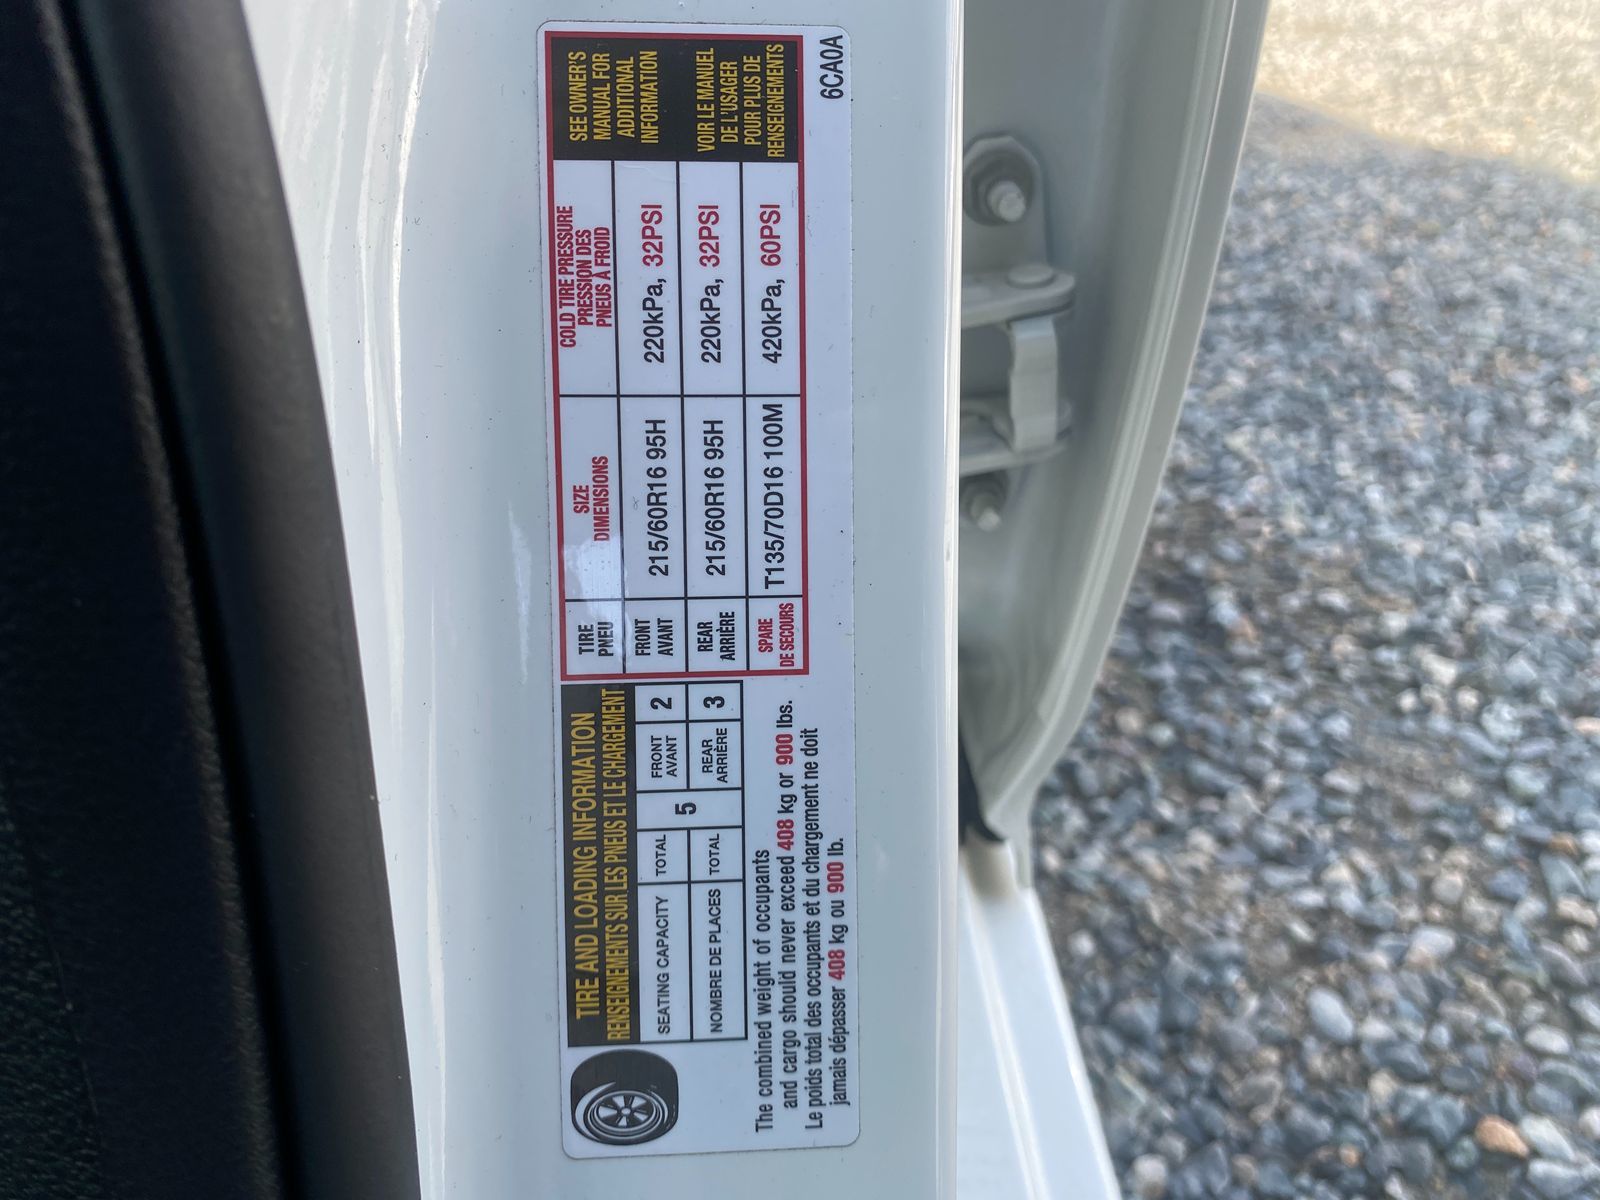 TIRE AND LOADING INFORMATION
RENSEIGNEMENTS SUR LES PNEUS ET LE CHARGEMENT
SEATING CAPACITY TOTAL 5 FRONT AVANT 2
NOMBRE DE PLACES TOTAL REAR ARRIÈRE 3
The combined weight of occupants
and cargo should never exceed 408 kg or 900 lbs.
Le poids total des occupants et du chargement ne doit
jamais dépasser 408 kg ou 900 lb.
TIRE
PNEU
SIZE
DIMENSIONS
COLD TIRE PRESSURE
PRESSION DES
PNEUS À FROID
FRONT
AVANT
215/60R16 95H
220kPa, 32PSI
REAR
ARRIÈRE
215/60R16 95H
220kPa, 32PSI
SPARE
DE SECOURS
T135/70D16 100M
420kPa, 60PSI
SEE OWNER'S
MANUAL FOR
ADDITIONAL
INFORMATION
VOIR LE MANUEL
DE L'USAGER
POUR PLUS DE
RENSEIGNEMENTS
6CA0A